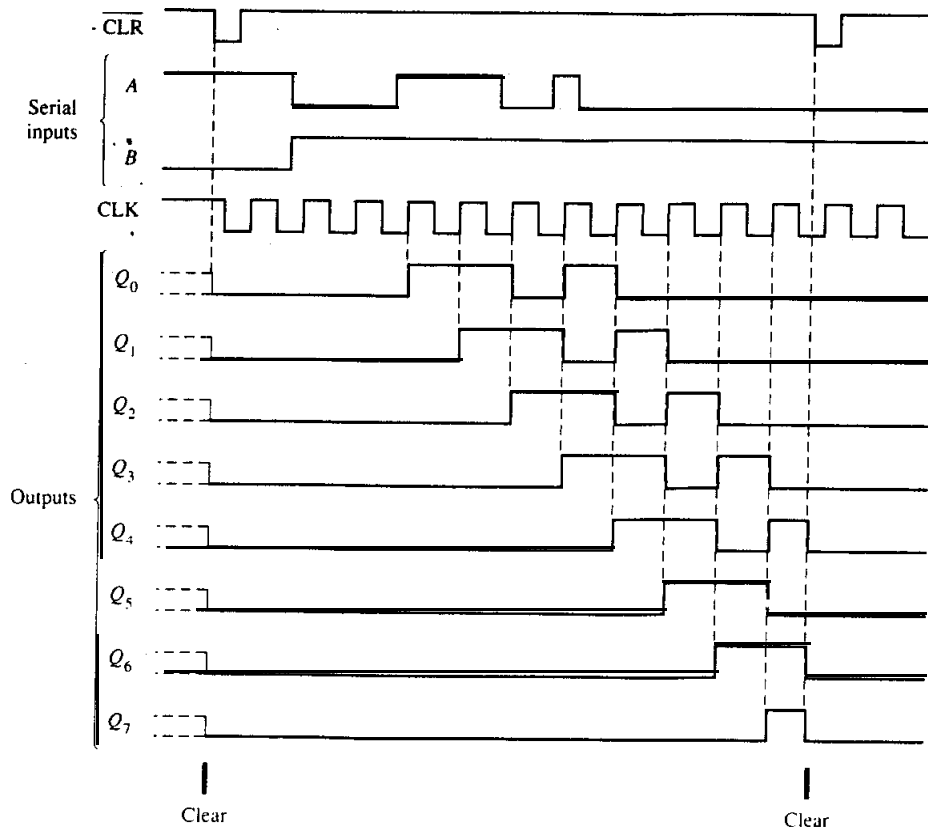 CLR
Serial
inputs
A
B
CLK
Outputs
Q0
Q1
Q2
Q3
Q4
Q5
Q6
Q7
Clear
Clear